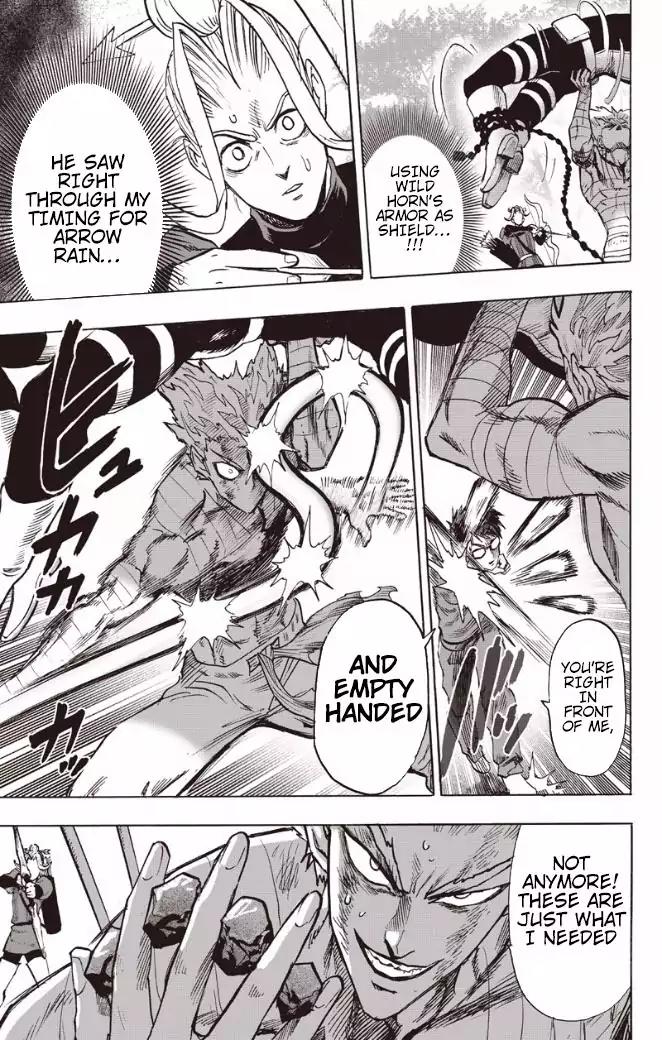 USING
WILD
HORN'S
ARMOR AS
SHIELD...
!!!
HE SAW
RIGHT
THROUGH MY
TIMING FOR
ARROW
RAIN...
YOU'RE
RIGHT
IN
FRONT
OF ME,
AND
EMPTY
HANDED
NOT
ANYMORE!
THESE ARE
JUST WHAT
I NEEDED